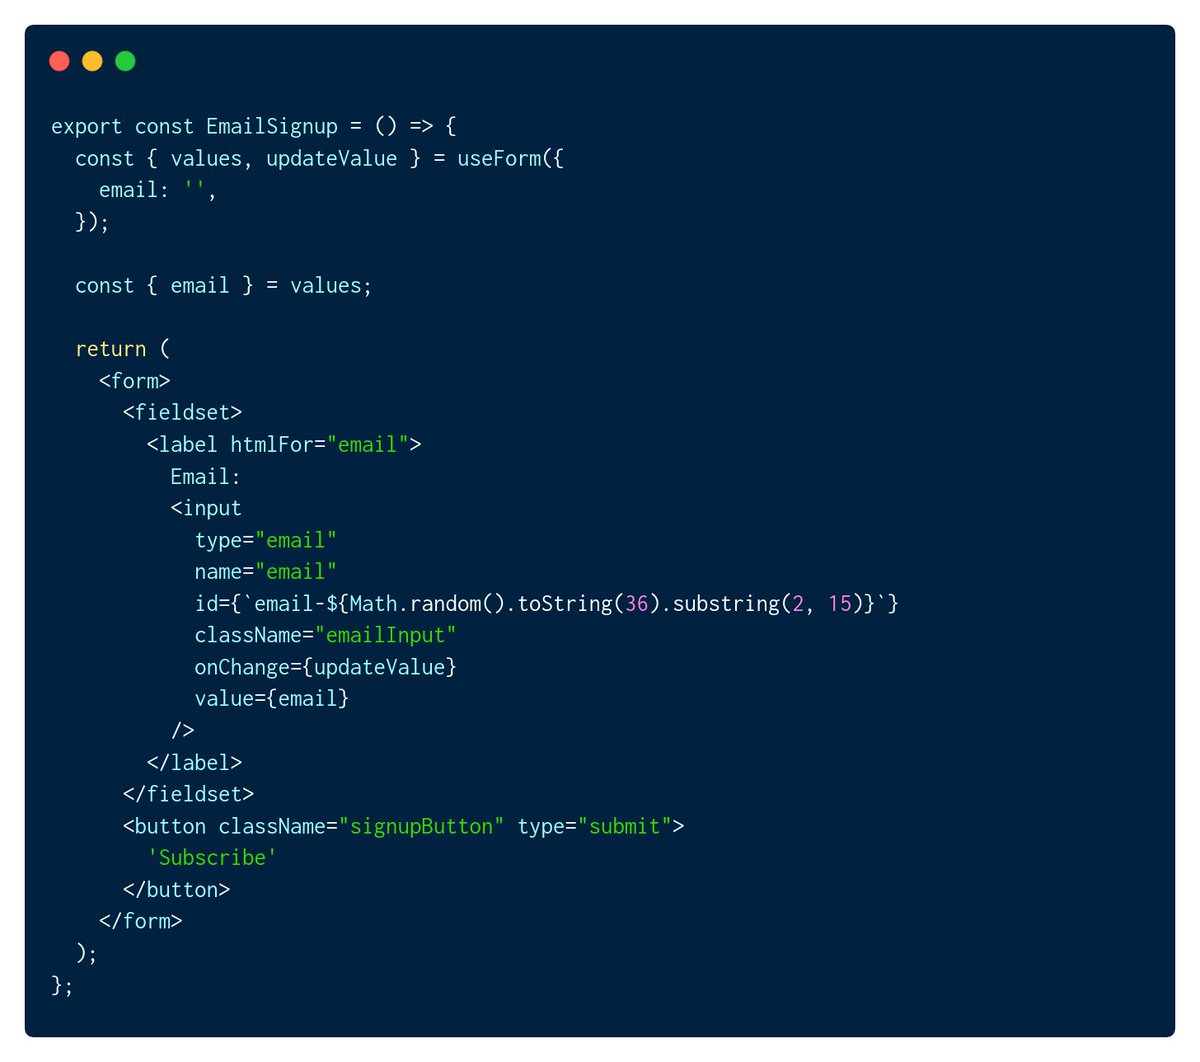 export const EmailSignup = () => {
  const { values, updateValue } = useForm({
    email: '',
  });

  const { email } = values;

  return (
    <form>
      <fieldset>
        <label htmlFor="email">
          Email:
          <input
            type="email"
            name="email"
            id={`email-${Math.random().toString(36).substring(2, 15)}`}
            className="emailInput"
            onChange={updateValue}
            value={email}
          />
        </label>
      </fieldset>
      <button className="signupButton" type="submit">
        'Subscribe'
      </button>
    </form>
  );
};